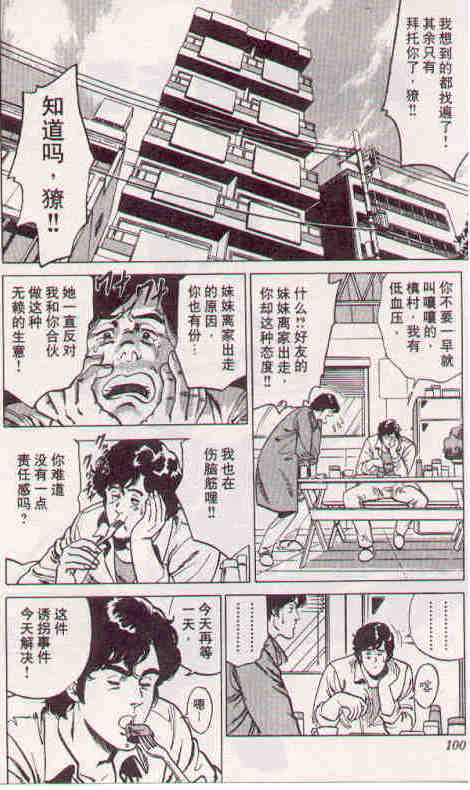 我想到的都找遍了！
其余只有
拜托你了，獠!!
知道吗，獠!!
你不要一早就
叫嚷嚷的，
槙村，我有
低血压。
什么!?好友的
妹妹离家出走，
你却这种态度!!
妹妹离家出走
的原因，
你也有份…
她一直反对
我和你合伙
做这种
无赖的生意！
我也在
伤脑筋嘿!!
你难道
没有一点
责任感吗？
…………
…………
喀
今天再等
一天，
嗯～
这件
诱拐事件
今天解决！
100